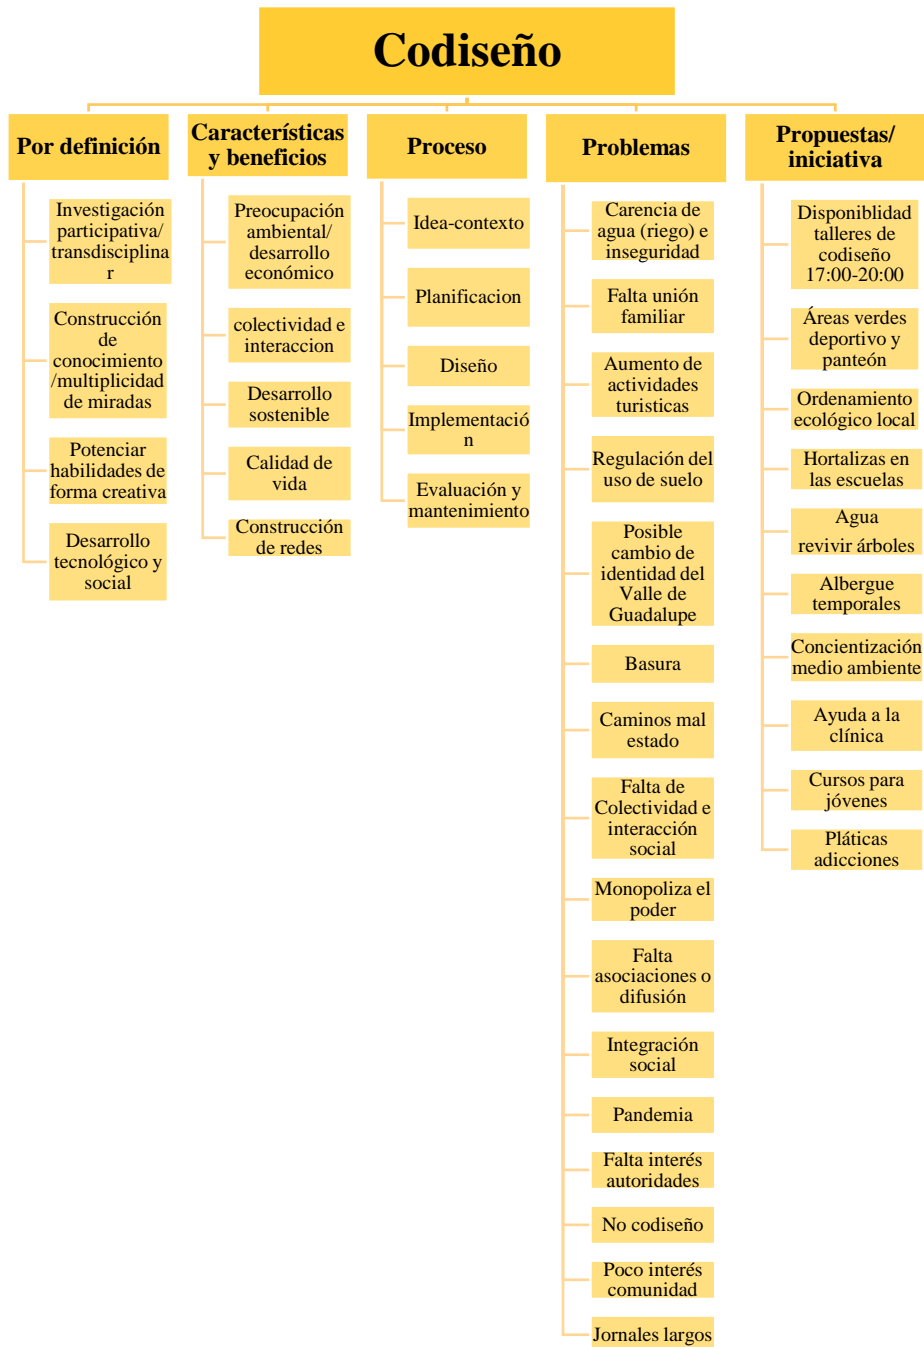 Codiseño
Por definición
Investigación
participativa/
transdisciplina
r
Construcción
de
conocimiento
/multiplicidad
de miradas
Potenciar
habilidades de
forma creativa
Desarrollo
tecnológico y
social
Características
y beneficios
Preocupación
ambiental/
desarrollo
económico
colectividad e
interaccion
Desarrollo
sostenible
Calidad de
vida
Construcción
de redes
Proceso
Idea-contexto
Planificacion
Diseño
Implementació
n
Evaluación y
mantenimiento
Problemas
Carencia de
agua (riego) e
inseguridad
Falta unión
familiar
Aumento de
actividades
turisticas
Regulación del
uso de suelo
Posible
cambio de
identidad del
Valle de
Guadalupe
Basura
Caminos mal
estado
Falta de
Colectividad e
interacción
social
Monopoliza el
poder
Falta
asociaciones o
difusión
Integración
social
Pandemia
Falta interés
autoridades
No codiseño
Poco interés
comunidad
Jornales largos
Propuestas/
iniciativa
Disponiblidad
talleres de
codiseño
17:00-20:00
Áreas verdes
deportivo y
panteón
Ordenamiento
ecológico local
Hortalizas en
las escuelas
Agua
revivir árboles
Albergue
temporales
Concientización
medio ambiente
Ayuda a la
clínica
Cursos para
jóvenes
Pláticas
adicciones